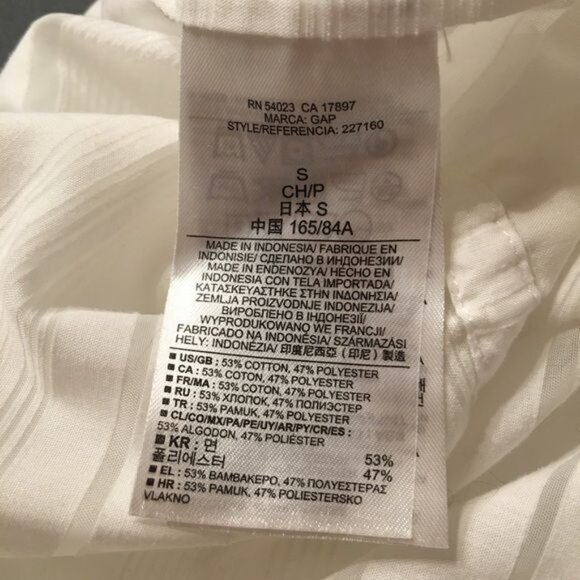 RN 54023 CA 17897
MARCA: GAP
STYLE/REFERENCIA: 227160
S
CH/P
日本 S
中国 165/84A
MADE IN INDONESIA/ FABRIQUE EN
INDONISIE/ СДЕЛАНО В ИНДОНЕЗИИ/
MADE IN ENDENOZYA/ HECHO EN
INDONESIA CON TELA IMPORTADA/
ΚΑΤΑΣΚΕΥΑΣΤΗΚΕ ΣΤΗΝ ΙΝΔΟΝΗΣΙΑ/
ZEMLJA PROIZVODNJE INDONEZIJA/
ВИРОБЛЕНО В ІНДОНЕЗІЇ/
WYPRODUKOWANO WE FRANCJI/
FABRICADO NA INDONÉSIA/ SZÁRMAZÁSI
HELY: INDONÉZIA/ 印度尼西亞 (印尼) 製造
■ US/GB : 53% COTTON, 47% POLYESTER
■ CA : 53% COTON, 47% POLYESTER
■ FR/MA : 53% COTON, 47% POLYESTER
■ RU : 53% ХЛОПОК, 47% ПОЛИЭСТЕР
■ TR : 53% PAMUK, 47% POLYESTER
■ CL/CO/MX/PA/PE/UY/AR/PY/CR/ES :
53% ALGODON, 47% POLIÉSTER
■ KR : 면 53%
폴리에스터 47%
■ EL : 53% ΒΑΜΒΑΚΕΡΟ, 47% ΠΟΛΥΕΣΤΕΡΑΣ
■ HR : 53% PAMUK, 47% POLIESTERSKO
VLAKNO